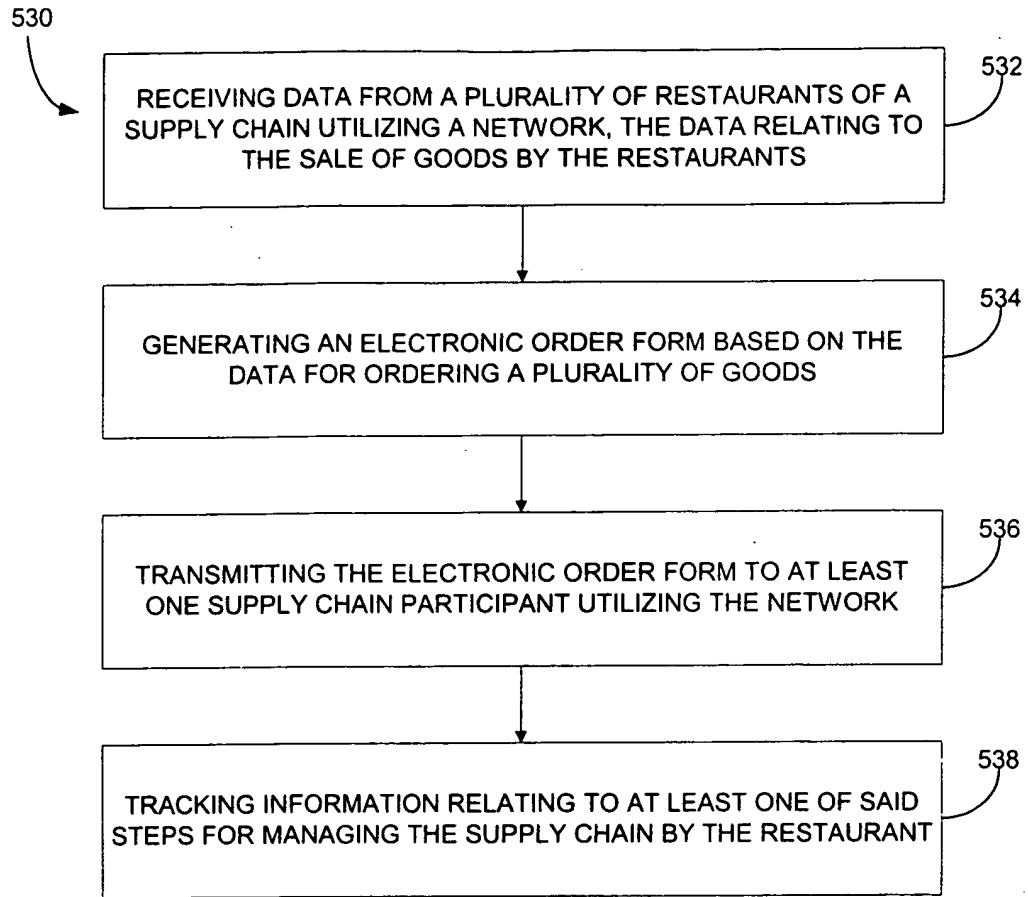 530
532
RECEIVING DATA FROM A PLURALITY OF RESTAURANTS OF A
SUPPLY CHAIN UTILIZING A NETWORK, THE DATA RELATING TO
THE SALE OF GOODS BY THE RESTAURANTS
534
GENERATING AN ELECTRONIC ORDER FORM BASED ON THE
DATA FOR ORDERING A PLURALITY OF GOODS
536
TRANSMITTING THE ELECTRONIC ORDER FORM TO AT LEAST
ONE SUPPLY CHAIN PARTICIPANT UTILIZING THE NETWORK
538
TRACKING INFORMATION RELATING TO AT LEAST ONE OF SAID
STEPS FOR MANAGING THE SUPPLY CHAIN BY THE RESTAURANT